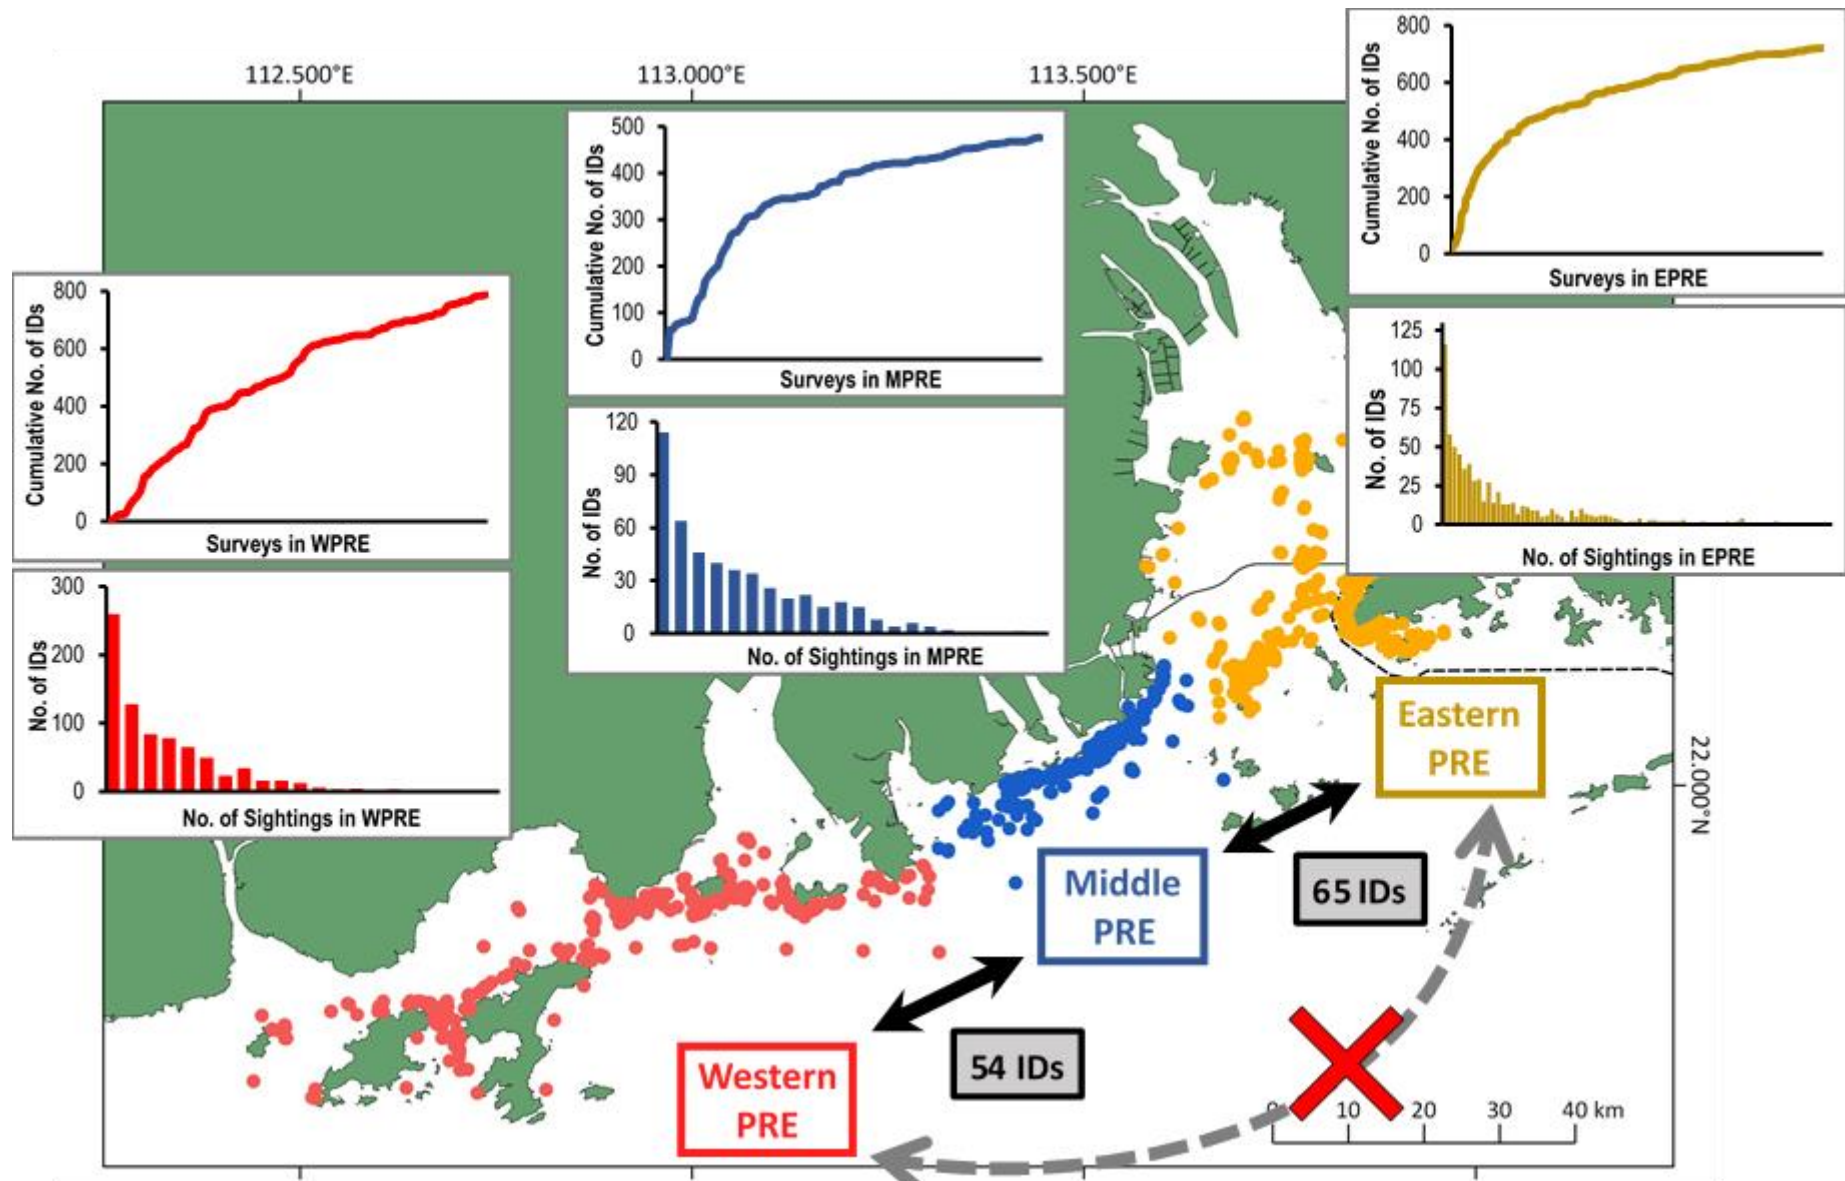 112.500°E
113.000°E
113.500°E
22.000°N
800
600
400
200
0
Cumulative No. of IDs
Surveys in WPRE
300
200
100
0
No. of IDs
No. of Sightings in WPRE
500
400
300
200
100
0
Cumulative No. of IDs
Surveys in MPRE
120
90
60
30
0
No. of IDs
No. of Sightings in MPRE
800
600
400
200
0
Cumulative No. of IDs
Surveys in EPRE
125
100
75
50
25
0
No. of IDs
No. of Sightings in EPRE
Eastern
PRE
65 IDs
Middle
PRE
54 IDs
Western
PRE
0 10 20 30 40 km